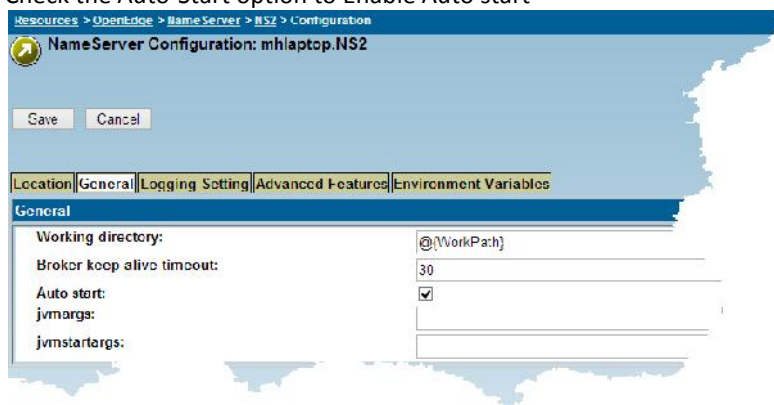 Check the Auto-Start option to Enable Auto start
Resources > OpenEdge > NameServer > NS2 > Configuration
NameServer Configuration: mhlaptop.NS2
Save Cancel
Location General Logging Setting Advanced Features Environment Variables
General
Working directory: @{WorkPath}
Broker keep alive timeout: 30
Auto start:
jvmargs:
jvmstartargs: